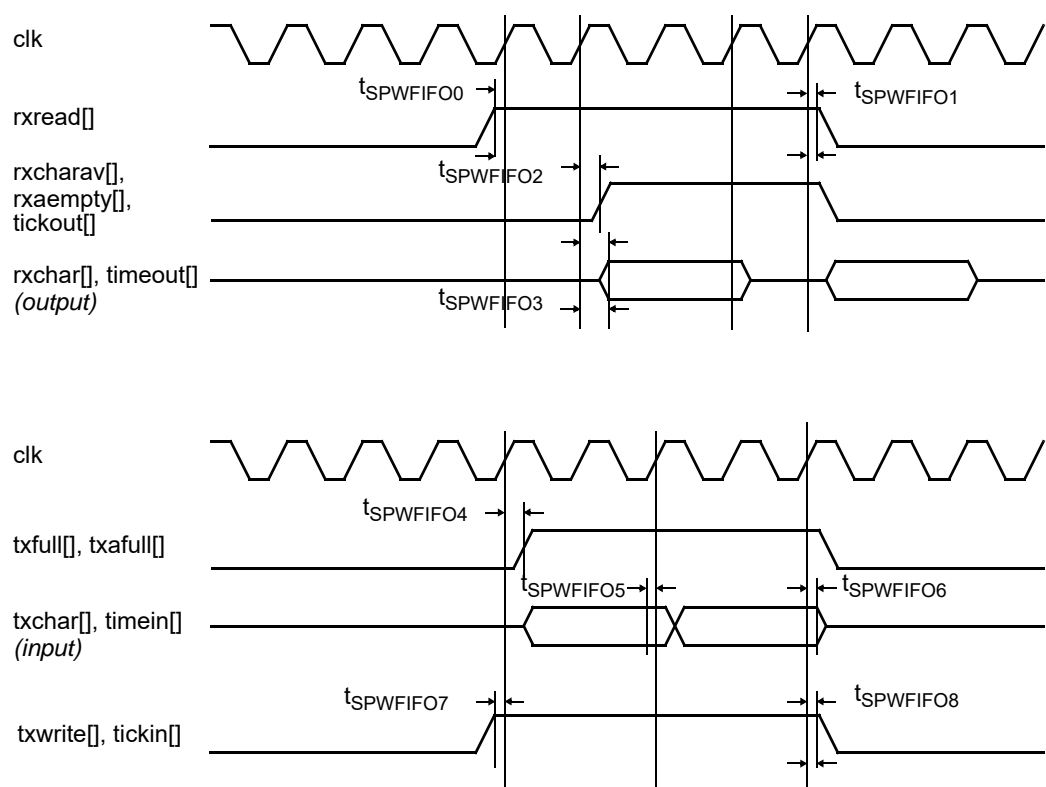 clk
tSPWFIFO0
tSPWFIFO1
rxread[]
rxcharav[],
tSPWFIFO2
rxaempty[],
tickout[]
rxchar[], timeout[]
(output)
tSPWFIFO3
clk
tSPWFIFO4
txfull[], txafull[]
tSPWFIFO5
tSPWFIFO6
txchar[], timein[]
(input)
tSPWFIFO7
tSPWFIFO8
txwrite[], tickin[]